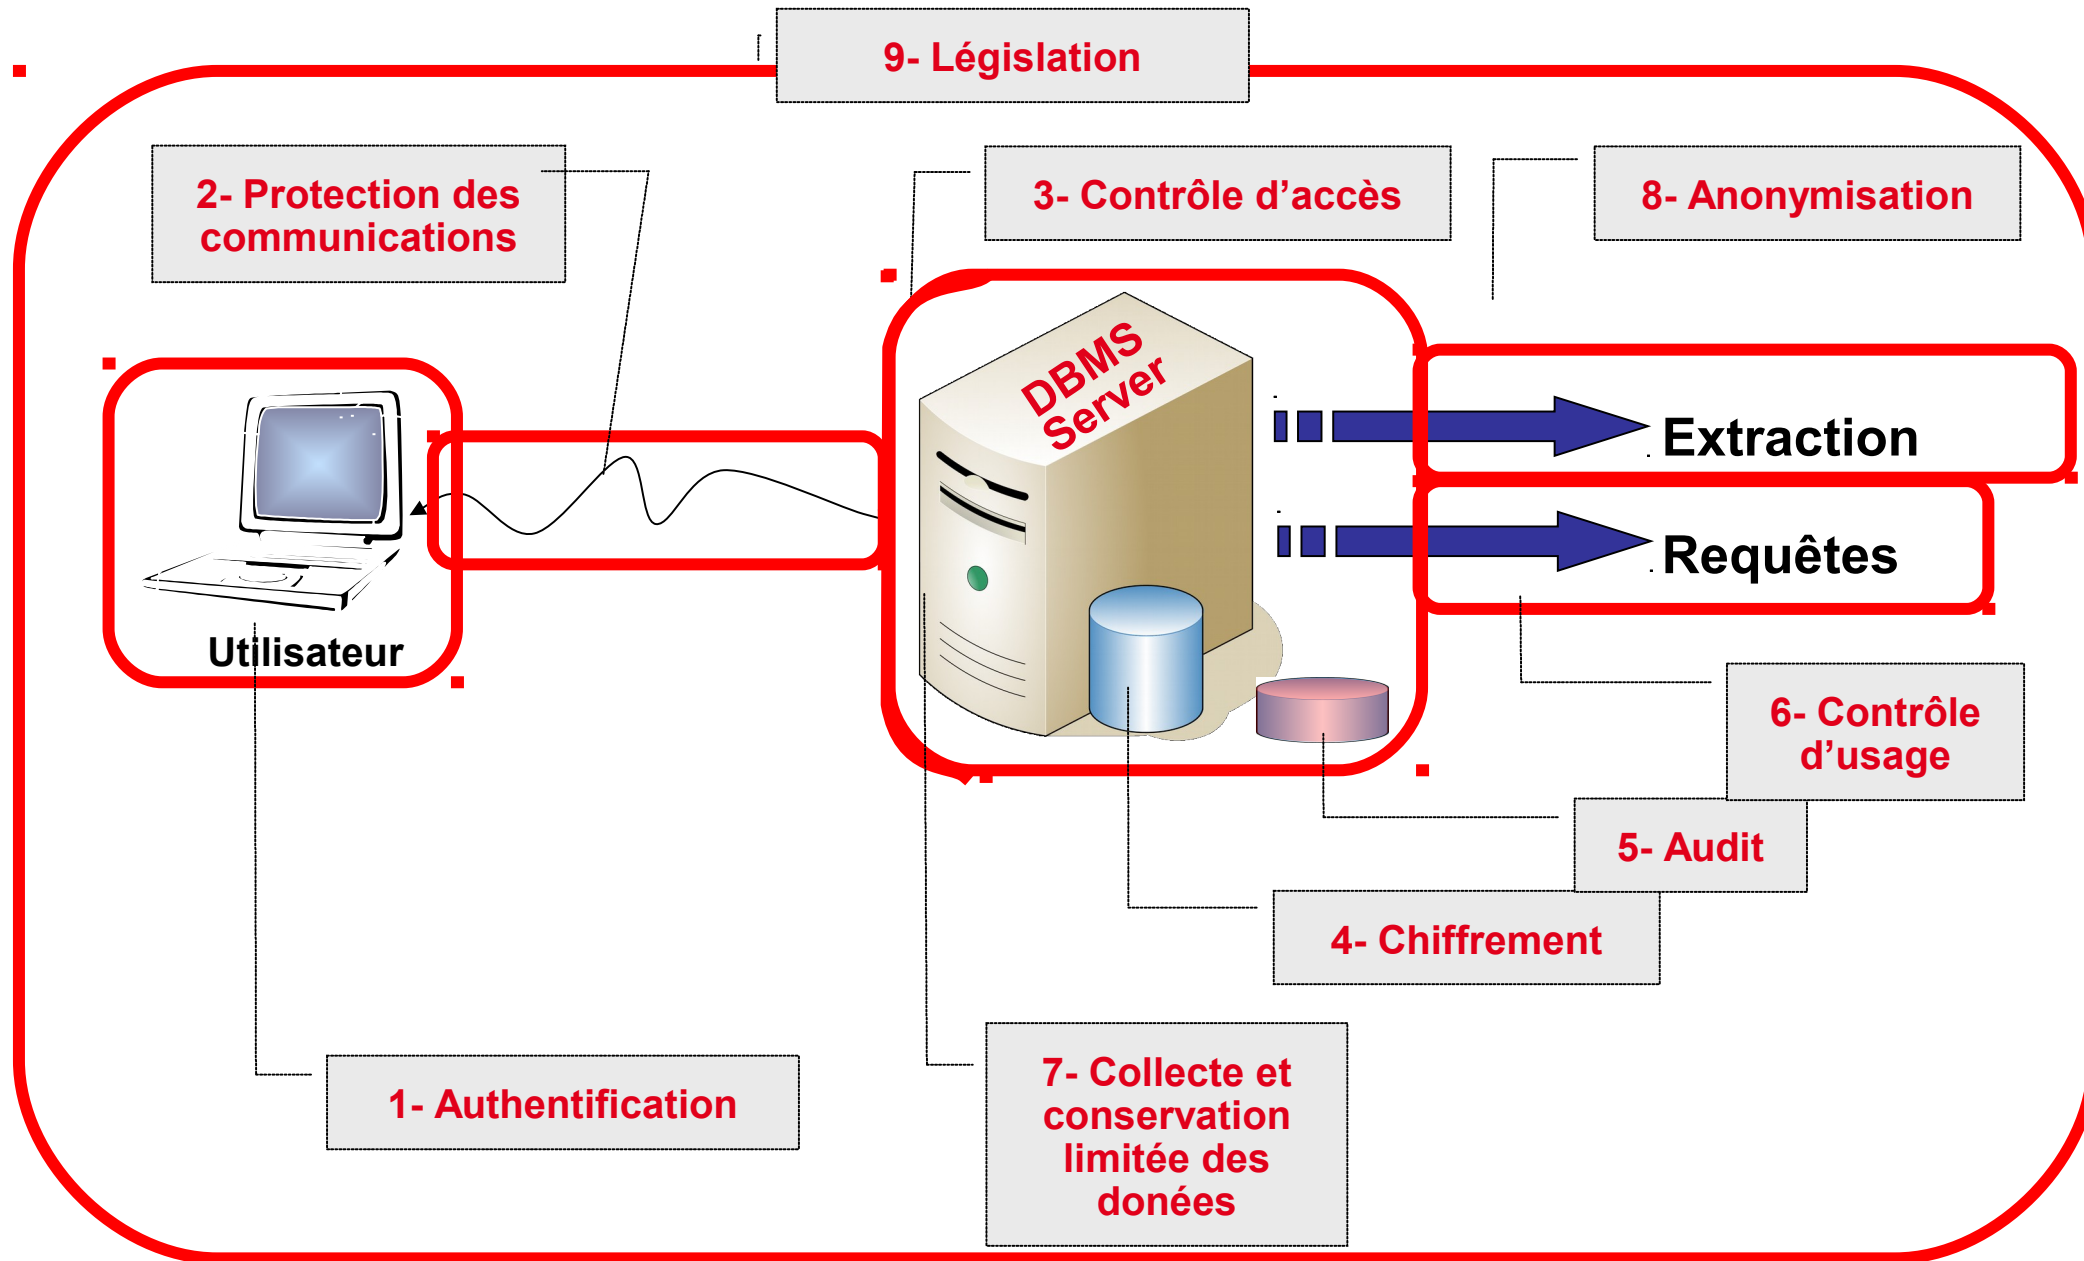 9- Législation
2- Protection des
communications
3- Contrôle d’accès
8- Anonymisation
DBMS
Server
Extraction
Requêtes
Utilisateur
6- Contrôle
d’usage
5- Audit
4- Chiffrement
1- Authentification
7- Collecte et
conservation
limitée des
donées